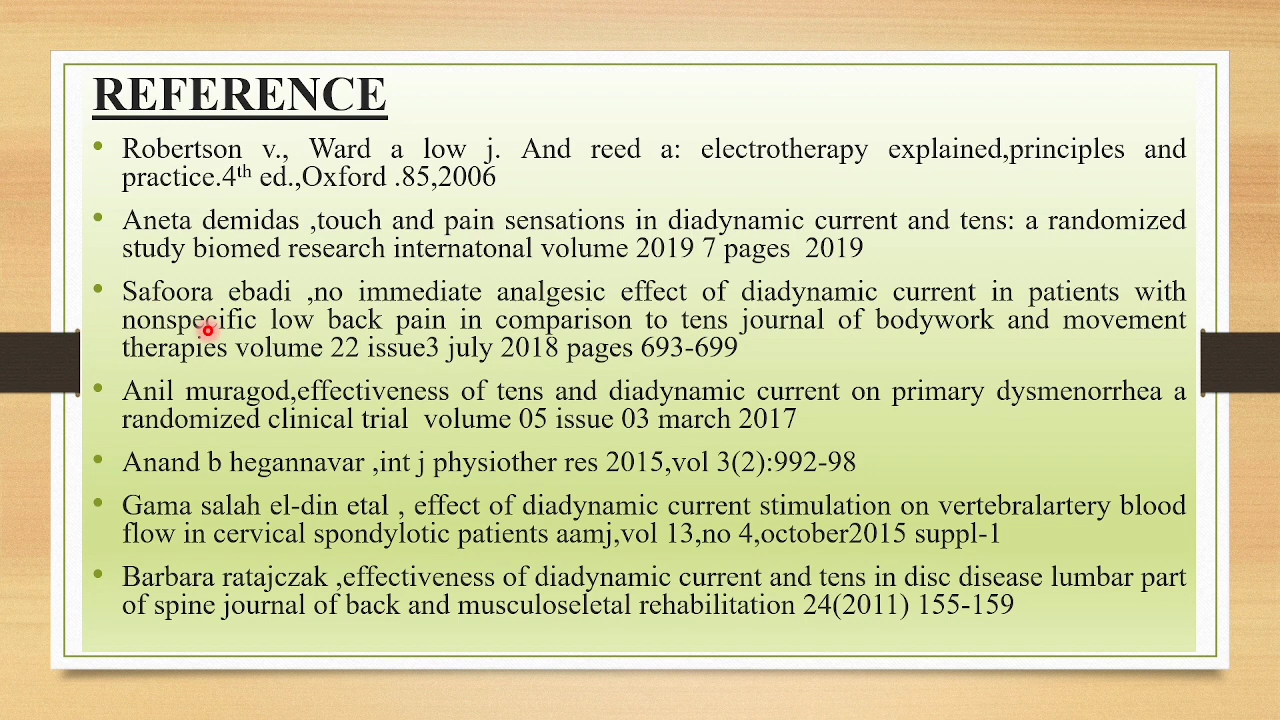 REFERENCE
• Robertson v., Ward a low j. And reed a: electrotherapy explained,principles and
practice.4th ed.,Oxford .85,2006
• Aneta demidas ,touch and pain sensations in diadynamic current and tens: a randomized
study biomed research internatonal volume 2019 7 pages 2019
• Safoora ebadi ,no immediate analgesic effect of diadynamic current in patients with
nonspecific low back pain in comparison to tens journal of bodywork and movement
therapies volume 22 issue3 july 2018 pages 693-699
• Anil muragod,effectiveness of tens and diadynamic current on primary dysmenorrhea a
randomized clinical trial volume 05 issue 03 march 2017
• Anand b hegannavar ,int j physiother res 2015,vol 3(2):992-98
• Gama salah el-din etal , effect of diadynamic current stimulation on vertebralartery blood
flow in cervical spondylotic patients aamj,vol 13,no 4,october2015 suppl-1
• Barbara ratajczak ,effectiveness of diadynamic current and tens in disc disease lumbar part
of spine journal of back and musculoseletal rehabilitation 24(2011) 155-159